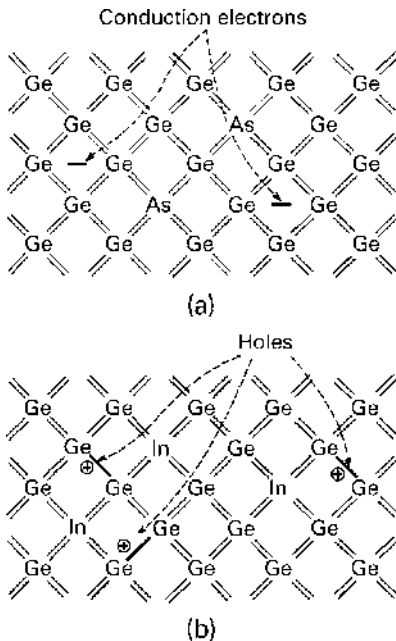 Conduction electrons
Ge Ge Ge Ge Ge
Ge Ge As Ge
Ge Ge Ge Ge Ge
Ge As Ge Ge
Ge Ge Ge Ge Ge
(a)
Holes
Ge Ge Ge Ge Ge
Ge In Ge Ge
Ge Ge Ge In Ge
In Ge Ge Ge
Ge Ge Ge Ge Ge
(b)